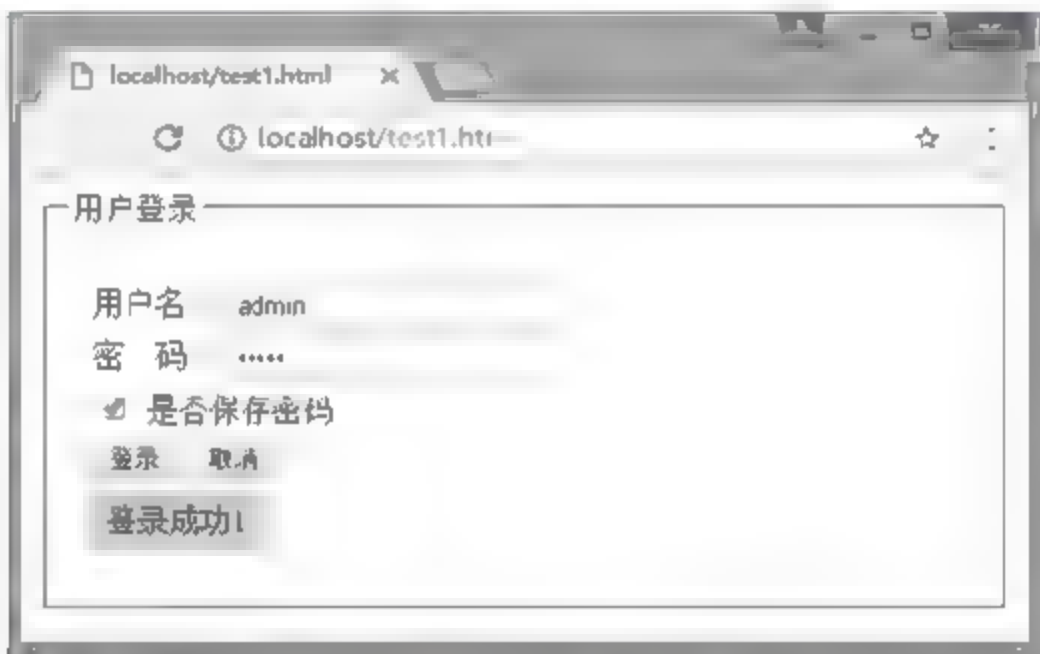 localhost/test1.html
localhost/test1.ht
用户登录
用户名 admin
密 码 •••••
是否保存密码
登录 取消
登录成功!